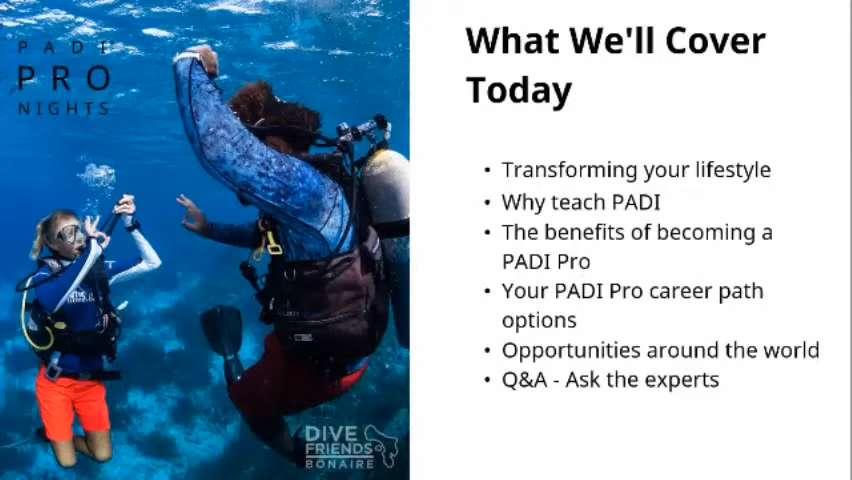 PADI
PRO
NIGHTS
What We'll Cover
Today
• Transforming your lifestyle
• Why teach PADI
• The benefits of becoming a
PADI Pro
• Your PADI Pro career path
options
• Opportunities around the world
• Q&A - Ask the experts
DIVE
FRIENDS
BONAIRE